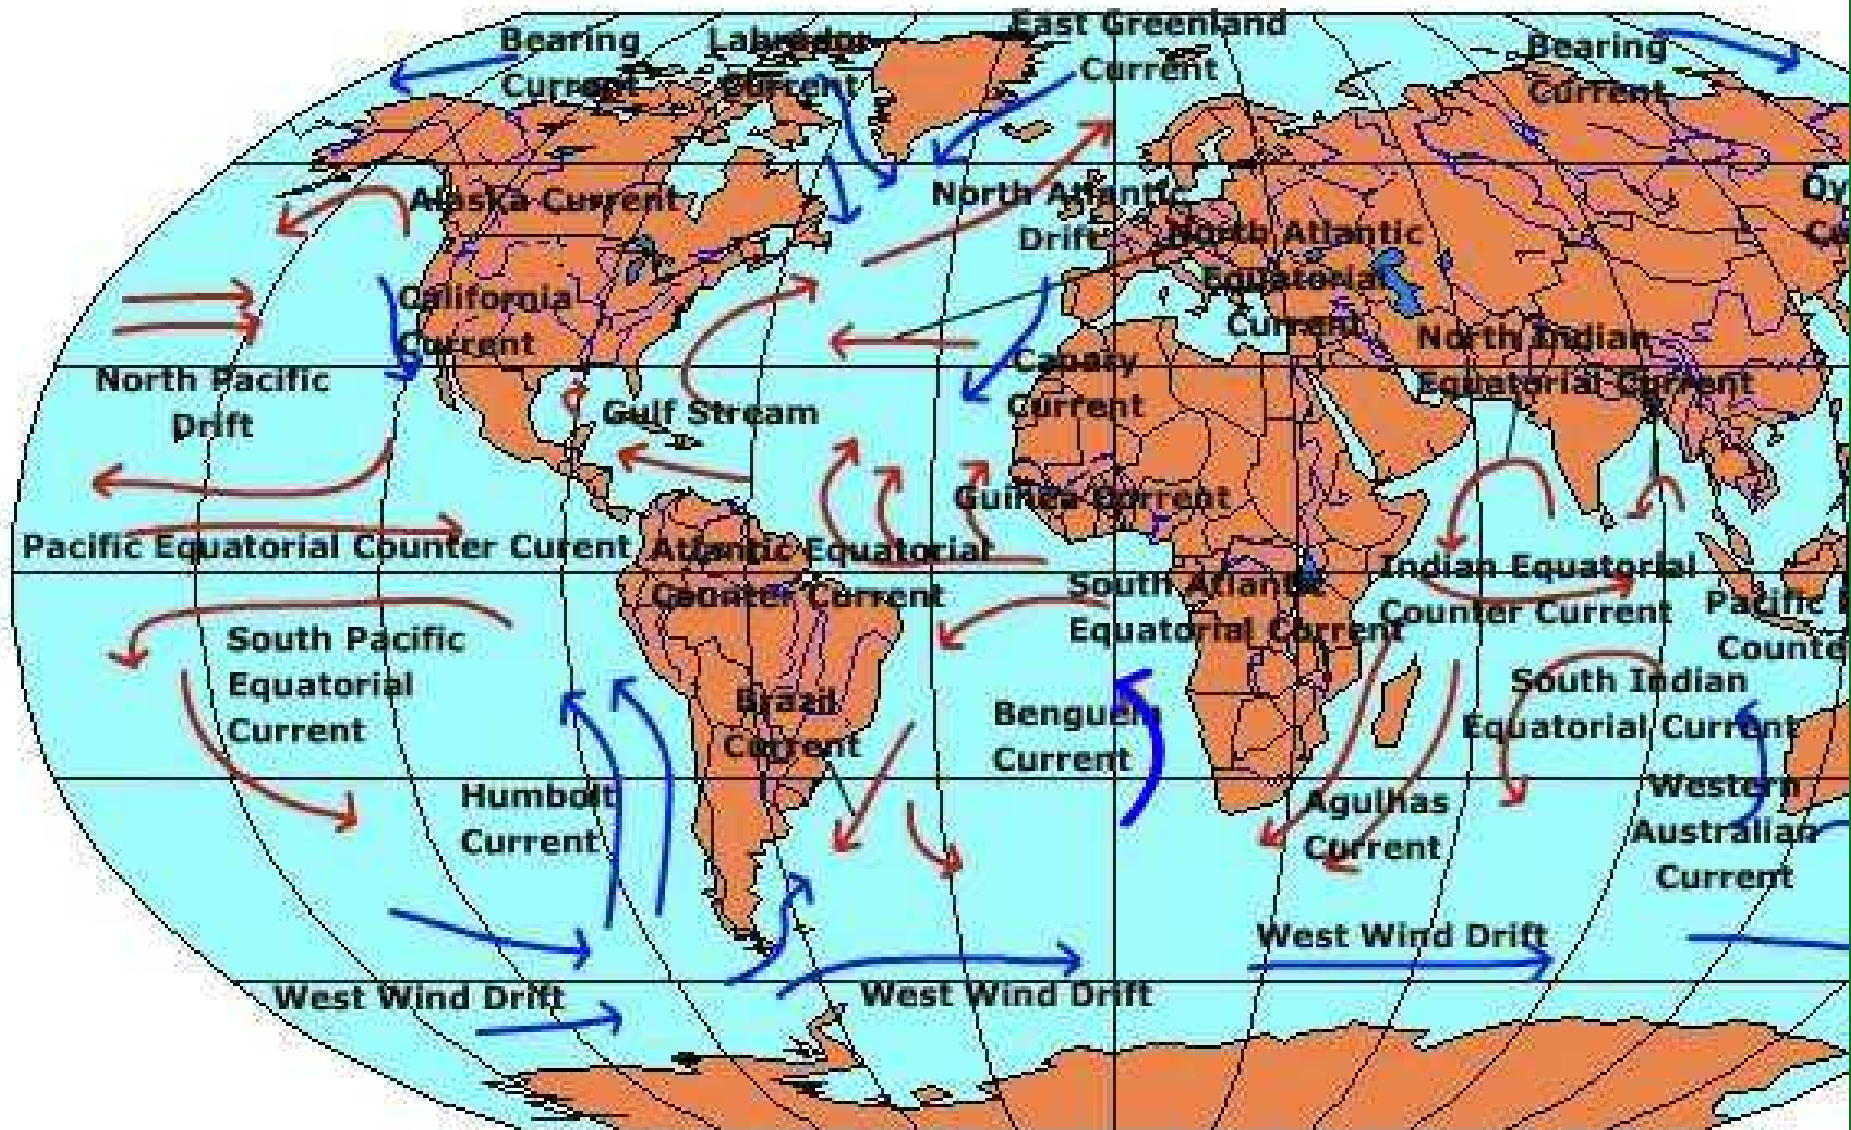 Bearing
Current
Labrador
Current
East Greenland
Current
Bearing
Current
Alaska Current
North Atlantic
Drift
North Atlantic
Equatorial
Current
Oy
Cu
California
Current
North Pacific
Drift
Gulf Stream
Canary
Current
North Indian
Equatorial Current
Guinea Current
Pacific Equatorial Counter Curent
Atlantic Equatorial
Counter Current
South Atlantic
Equatorial Current
Indian Equatorial
Counter Current
Pacific
Counte
South Pacific
Equatorial
Current
Brazil
Current
Benguela
Current
South Indian
Equatorial Current
Humbolt
Current
Agulhas
Current
Western
Australian
Current
West Wind Drift
West Wind Drift
West Wind Drift